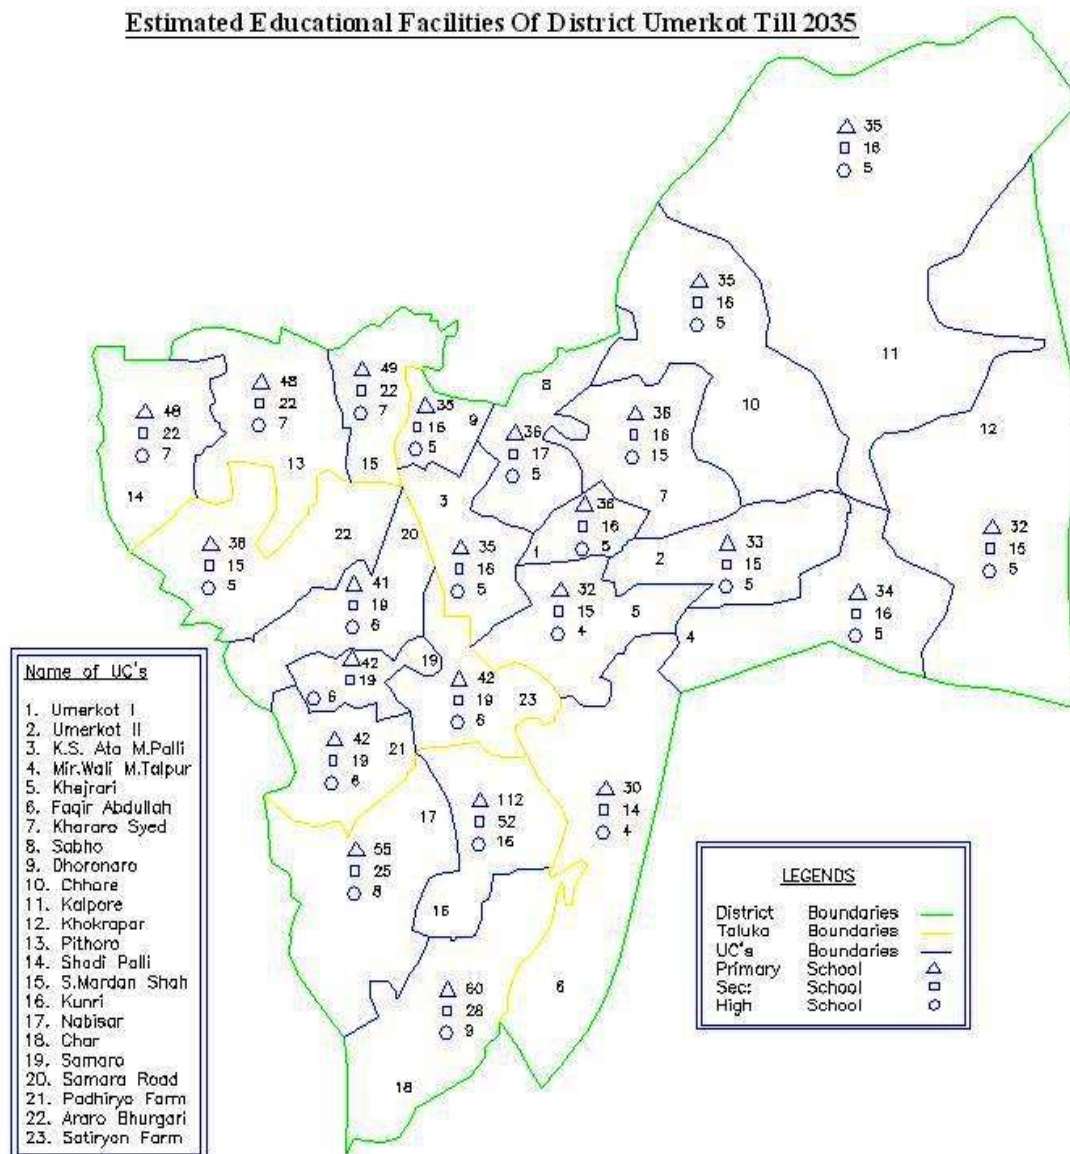 Estimated Educational Facilities Of District Umerkot Till 2035
35
16
5
35
16
5
11
10
12
8
9
49
22
7
48
22
7
48
22
7
13
14
15
35
16
5
36
17
5
36
16
15
7
3
22
20
36
16
5
1
2
33
15
5
32
15
5
38
15
5
35
16
5
41
19
6
32
15
4
5
34
16
5
4
42
19
6
19
42
19
6
23
42
19
6
21
17
112
52
16
30
14
4
55
25
8
16
60
28
9
6
18
Name of UC's
1. Umerkot I
2. Umerkot II
3. K.S. Ata M.Palli
4. Mir.Wali M.Talpur
5. Khejrari
6. Faqir Abdullah
7. Khararo Syed
8. Sabho
9. Dhoronaro
10. Chhore
11. Kalpore
12. Khokrapar
13. Pithoro
14. Shadi Palli
15. S.Mardan Shah
16. Kunri
17. Nabisar
18. Char
19. Samaro
20. Samara Road
21. Padhiryo Farm
22. Araro Bhurgari
23. Satiryon Farm
LEGENDS
District Boundaries
Taluka Boundaries
UC's Boundaries
Primary School
Sec: School
High School